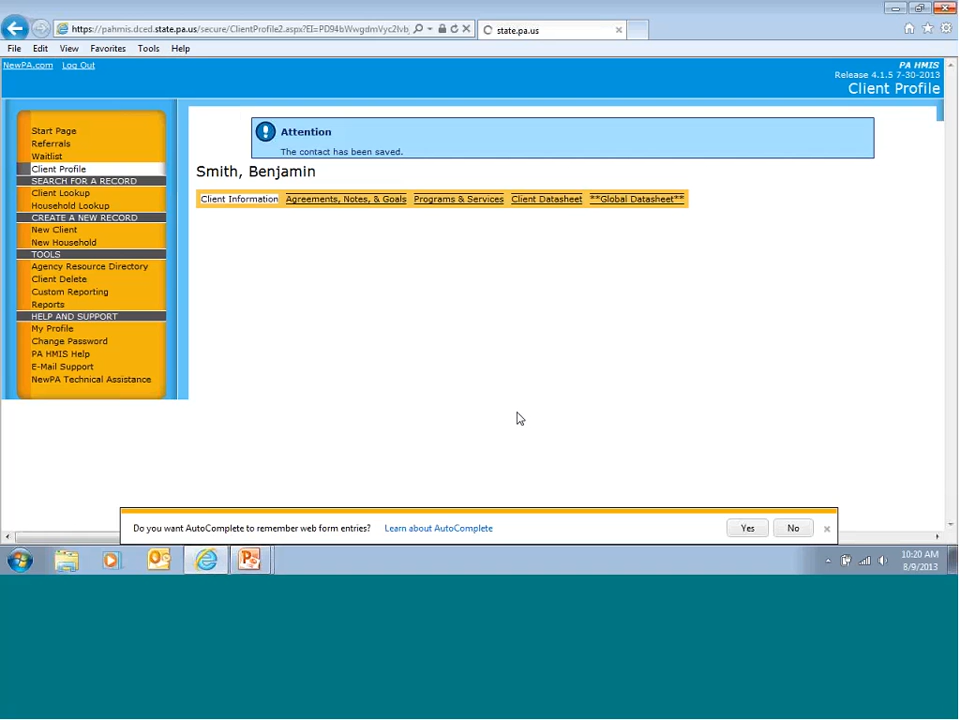 https://pahmis.dced.state.pa.us/secure/ClientProfile2.aspx?EI=PD94bWwgdmVyc2lvb
state.pa.us
File Edit View Favorites Tools Help
NewPA.com Log Out
PA HMIS
Release 4.1.5 7-30-2013
Client Profile
Start Page
Referrals
Waitlist
Client Profile
SEARCH FOR A RECORD
Client Lookup
Household Lookup
CREATE A NEW RECORD
New Client
New Household
TOOLS
Agency Resource Directory
Client Delete
Custom Reporting
Reports
HELP AND SUPPORT
My Profile
Change Password
PA HMIS Help
E-Mail Support
NewPA Technical Assistance
Attention
The contact has been saved.
Smith, Benjamin
Client Information Agreements, Notes, & Goals Programs & Services Client Datasheet **Global Datasheet**
Do you want AutoComplete to remember web form entries? Learn about AutoComplete Yes No
10:20 AM
8/9/2013